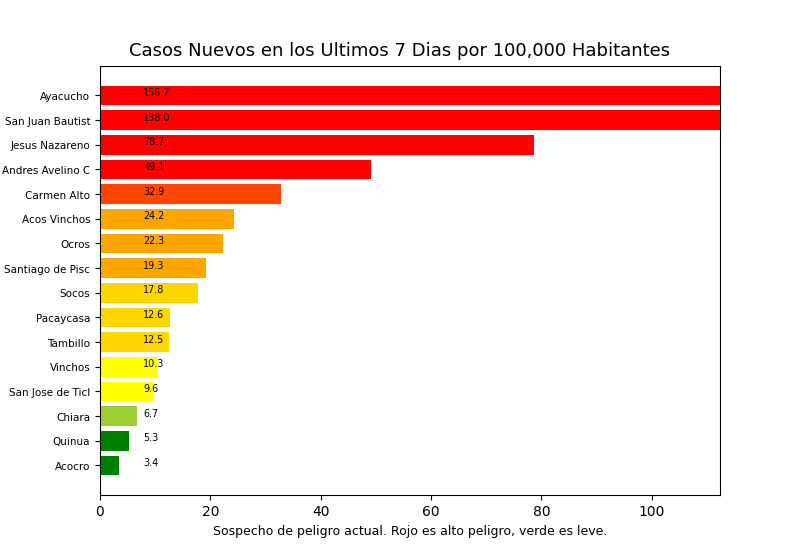 Casos Nuevos en los Ultimos 7 Dias por 100,000 Habitantes
Ayacucho 156.7
San Juan Bautist 138.0
Jesus Nazareno 78.7
Andres Avelino C 49.1
Carmen Alto 32.9
Acos Vinchos 24.2
Ocros 22.3
Santiago de Pisc 19.3
Socos 17.8
Pacaycasa 12.6
Tambillo 12.5
Vinchos 10.3
San Jose de Ticl 9.6
Chiara 6.7
Quinua 5.3
Acocro 3.4
0 20 40 60 80 100
Sospecho de peligro actual. Rojo es alto peligro, verde es leve.